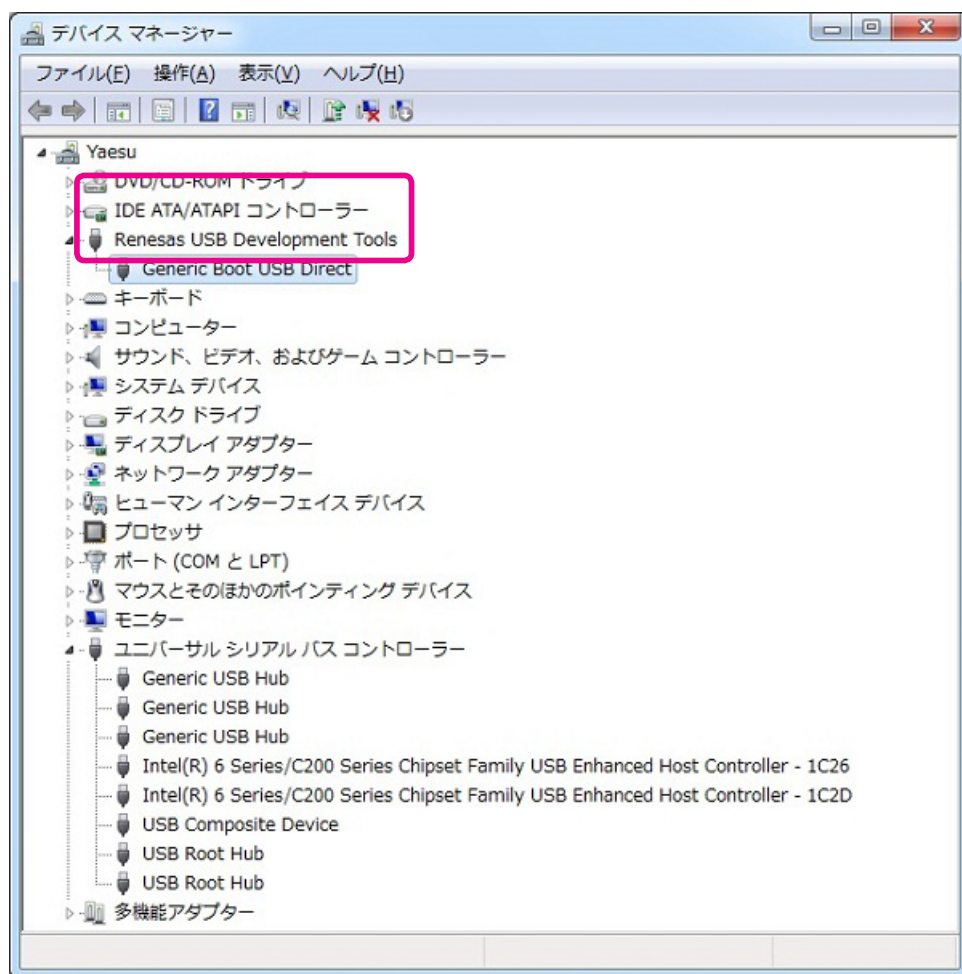 デバイス マネージャー
ファイル(F) 操作(A) 表示(V) ヘルプ(H)
Yaesu
DVD/CD-ROM ドライブ
IDE ATA/ATAPI コントローラー
Renesas USB Development Tools
Generic Boot USB Direct
キーボード
コンピューター
サウンド、ビデオ、およびゲーム コントローラー
システム デバイス
ディスク ドライブ
ディスプレイ アダプター
ネットワーク アダプター
ヒューマン インターフェイス デバイス
プロセッサ
ポート (COM と LPT)
マウスとそのほかのポインティング デバイス
モニター
ユニバーサル シリアル バス コントローラー
Generic USB Hub
Generic USB Hub
Generic USB Hub
Intel(R) 6 Series/C200 Series Chipset Family USB Enhanced Host Controller - 1C26
Intel(R) 6 Series/C200 Series Chipset Family USB Enhanced Host Controller - 1C2D
USB Composite Device
USB Root Hub
USB Root Hub
多機能アダプター